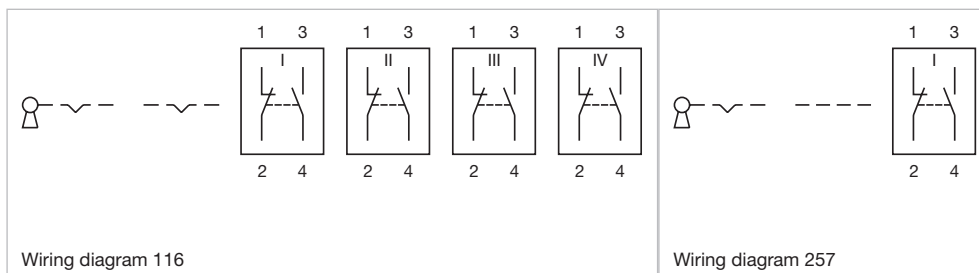 1 3 1 3 1 3 1 3 1 3
I II III IV I
2 4 2 4 2 4 2 4 2 4
Wiring diagram 116
Wiring diagram 257